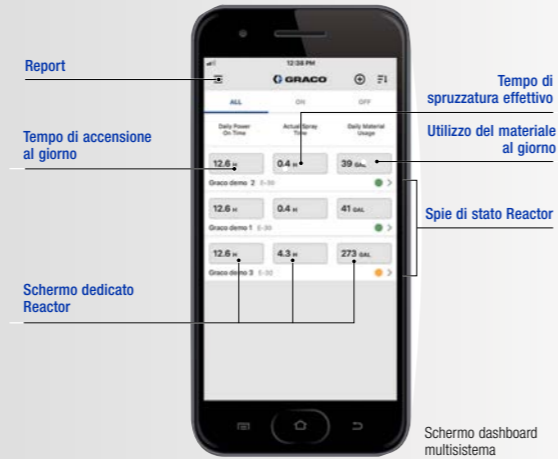 Report
Tempo di accensione
al giorno
Schermo dedicato
Reactor
12:38 PM
GRACO
ALL
ON
OFF
Daily Power
On Time
Actual Spray
Time
Daily Material
Usage
12.6 H
0.4 H
39 GAL
Graco demo 2 E-30
12.6 H
0.4 H
41 GAL
Graco demo 1 E-30
12.6 H
4.3 H
273 GAL
Graco demo 3 E-30
Tempo di
spruzzatura effettivo
Utilizzo del materiale
al giorno
Spie di stato Reactor
Schermo dashboard
multisistema